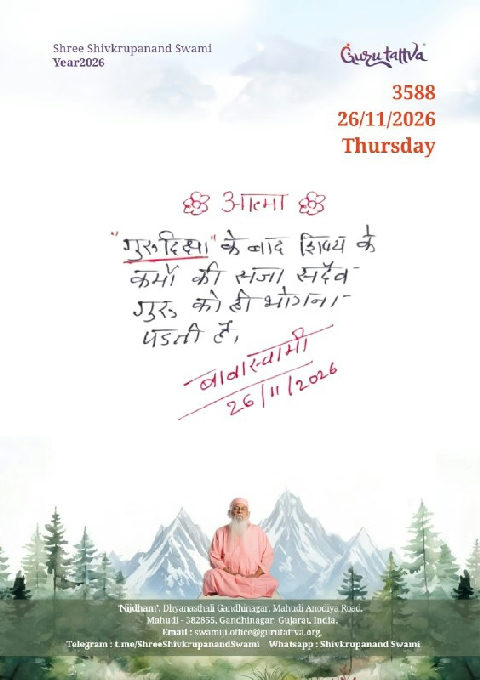 Shree Shivkrupanand Swami
Year2026
Gurutattva
3588
26/11/2026
Thursday
आत्मा
"गुरुदिक्षा" के बाद शिष्य के
कर्मो की सजा सदैव
गुरु को ही भोगना
पडती है।
बाबास्वामी
26/11/2026
'Nijdham', Dhyanasthali Gandhinagar, Mahudi Anodiya Road,
Mahudi - 382855, Gandhinagar-Gujarat, India.
Email : swamiji.office@gurutattva.org,
Telegram : t.me/ShreeShivkrupanandSwami Whatsapp : Shivkrupanand Swami